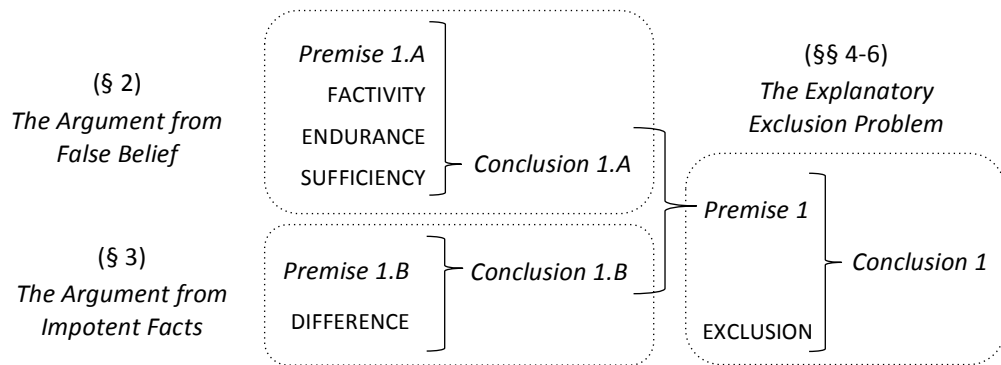 (§ 2)
The Argument from
False Belief
Premise 1.A
FACTIVITY
ENDURANCE
SUFFICIENCY
Conclusion 1.A
(§ 3)
The Argument from
Impotent Facts
Premise 1.B
DIFFERENCE
Conclusion 1.B
(§§ 4-6)
The Explanatory
Exclusion Problem
Premise 1
EXCLUSION
Conclusion 1